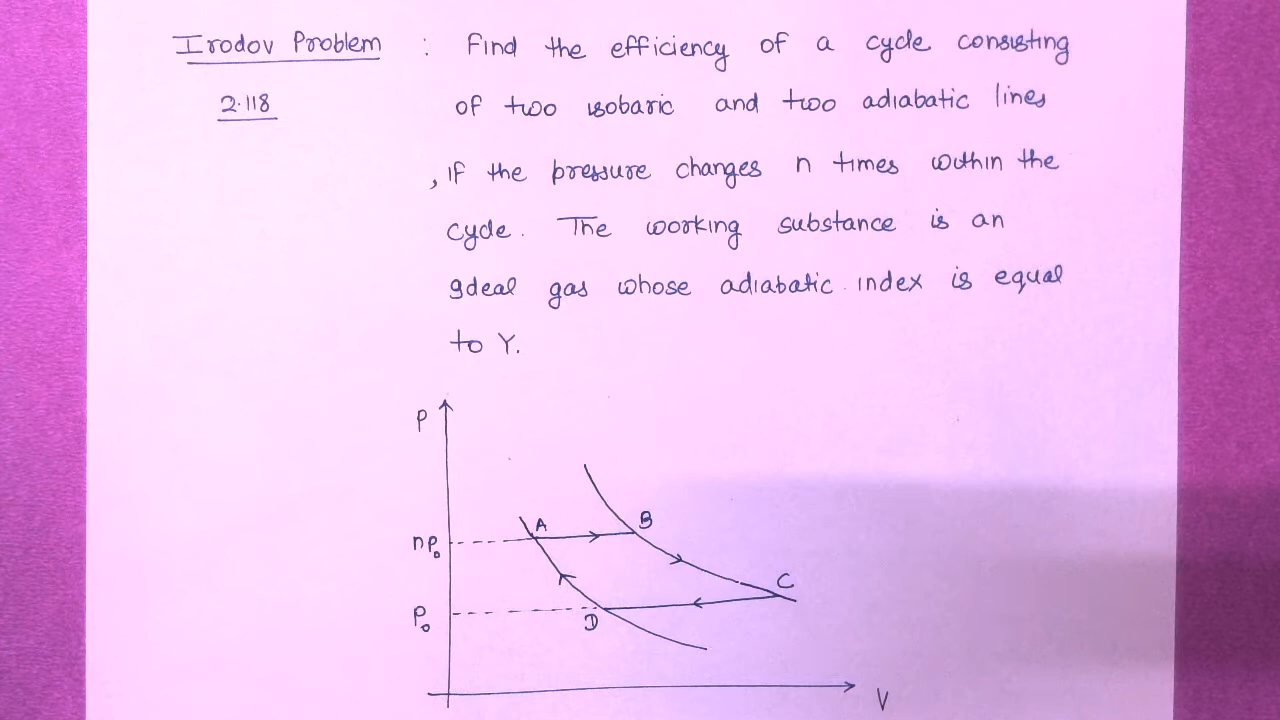 Irodov Problem : Find the efficiency of a cycle consisting
2.118 of two isobaric and two adiabatic lines
, if the pressure changes n times within the
cycle. The working substance is an
Ideal gas whose adiabatic index is equal
to γ.
P
nP₀
A
B
C
P₀
D
V